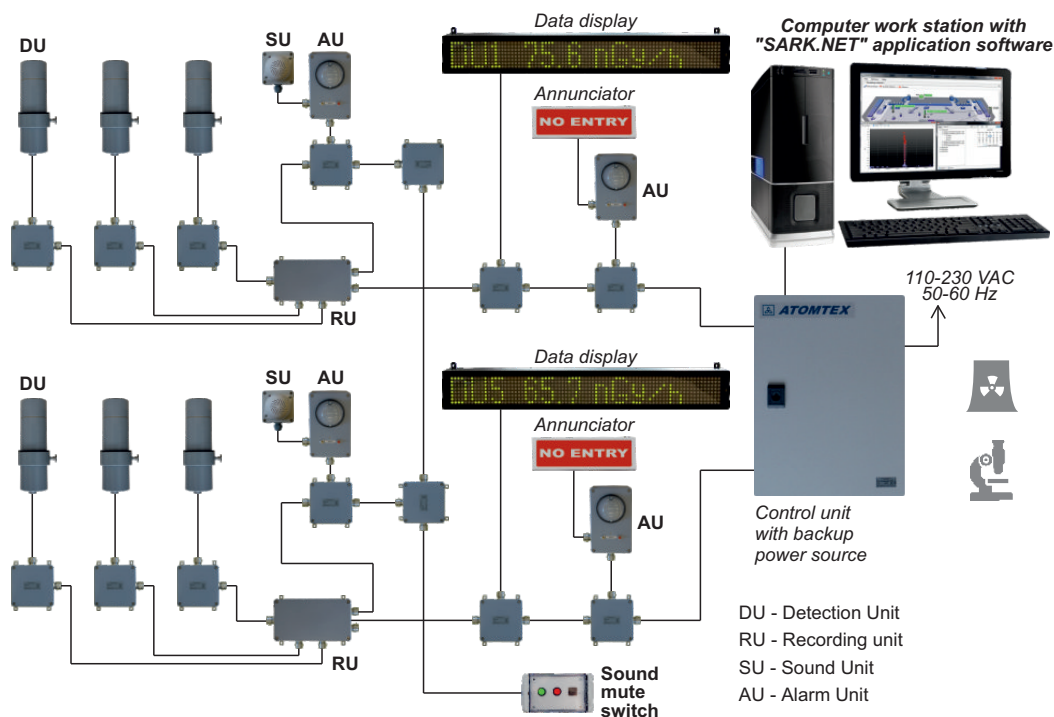 Data display
Computer work station with
"SARK.NET" application software
DU
SU
AU
DU1 75.6 nGy/h
Annunciator
NO ENTRY
AU
RU
110-230 VAC
50-60 Hz
ATOMTEX
DU
SU
AU
Data display
DU5 65.7 nGy/h
Annunciator
NO ENTRY
AU
RU
Control unit
with backup
power source
Sound
mute
switch
DU - Detection Unit
RU - Recording unit
SU - Sound Unit
AU - Alarm Unit